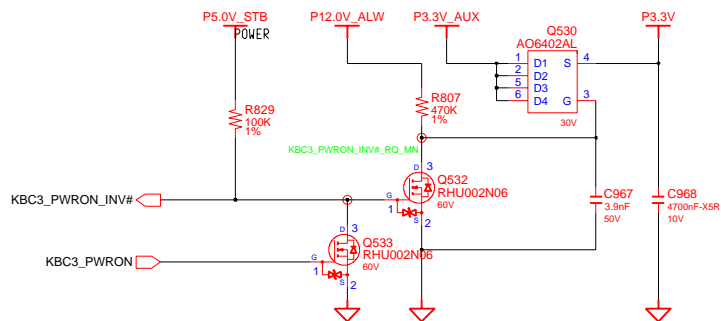 P5.0V_STB
POWER
P12.0V_ALW
P3.3V_AUX
Q530
AO6402AL
P3.3V
1 D1 S 4
2 D2
5 D3
6 D4 G 3
30V
R829
100K
1%
R807
470K
1%
KBC3_PWRON_INV#_RQ_MN
3
D
Q532
RHU002N06
60V
G
1
S
2
KBC3_PWRON_INV#
C967
3.9nF
50V
C968
4700nF-X5R
10V
3
D
Q533
RHU002N06
60V
G
1
S
2
KBC3_PWRON